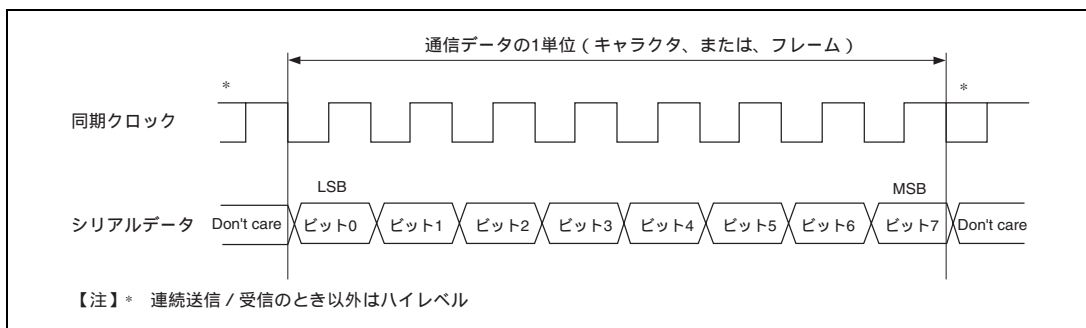 通信データの1単位(キャラクタ、または、フレーム)
* *
同期クロック
LSB MSB
シリアルデータ Don't care ビット0 ビット1 ビット2 ビット3 ビット4 ビット5 ビット6 ビット7 Don't care
【注】* 連続送信/受信のとき以外はハイレベル